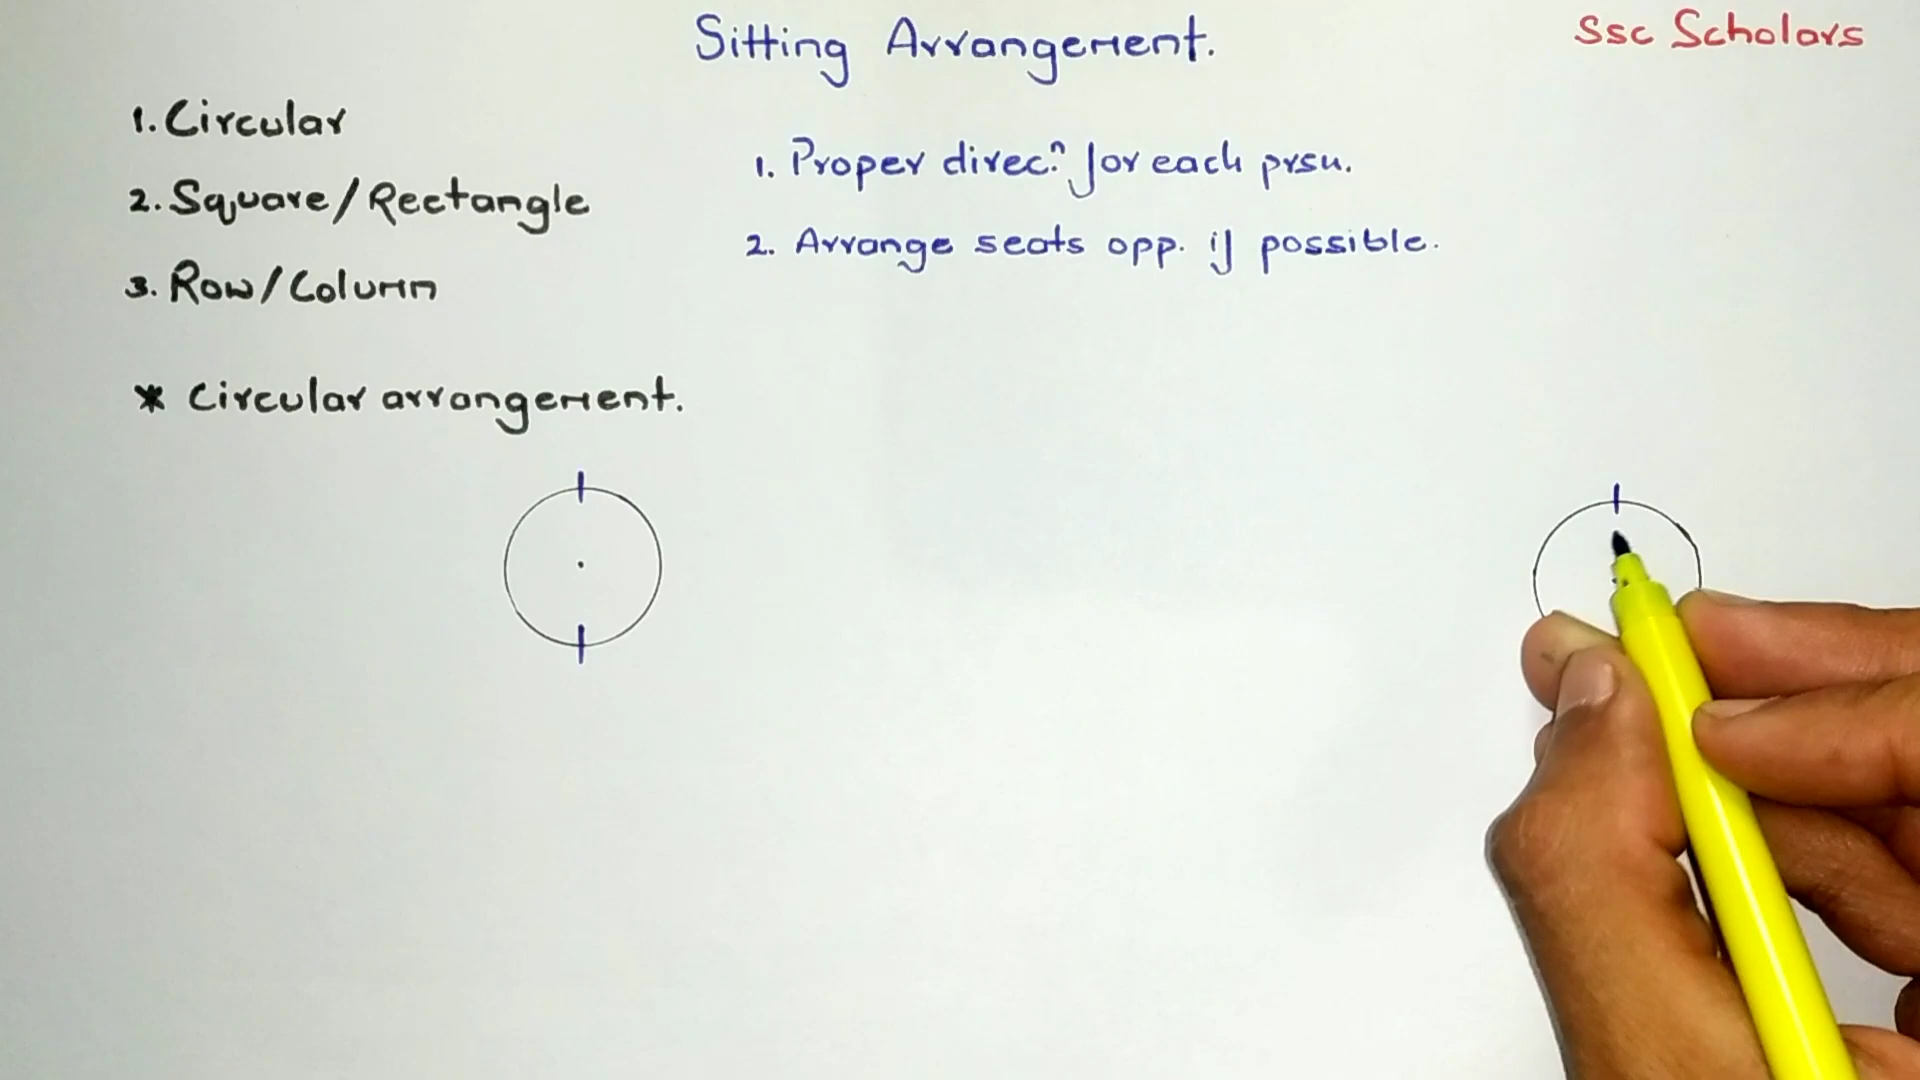 Sitting Arrangement.
Ssc Scholars
1. Circular
2. Square/Rectangle
3. Row/Column
1. Proper direc.n for each prsn.
2. Arrange seats opp. if possible.
* Circular arrangement.